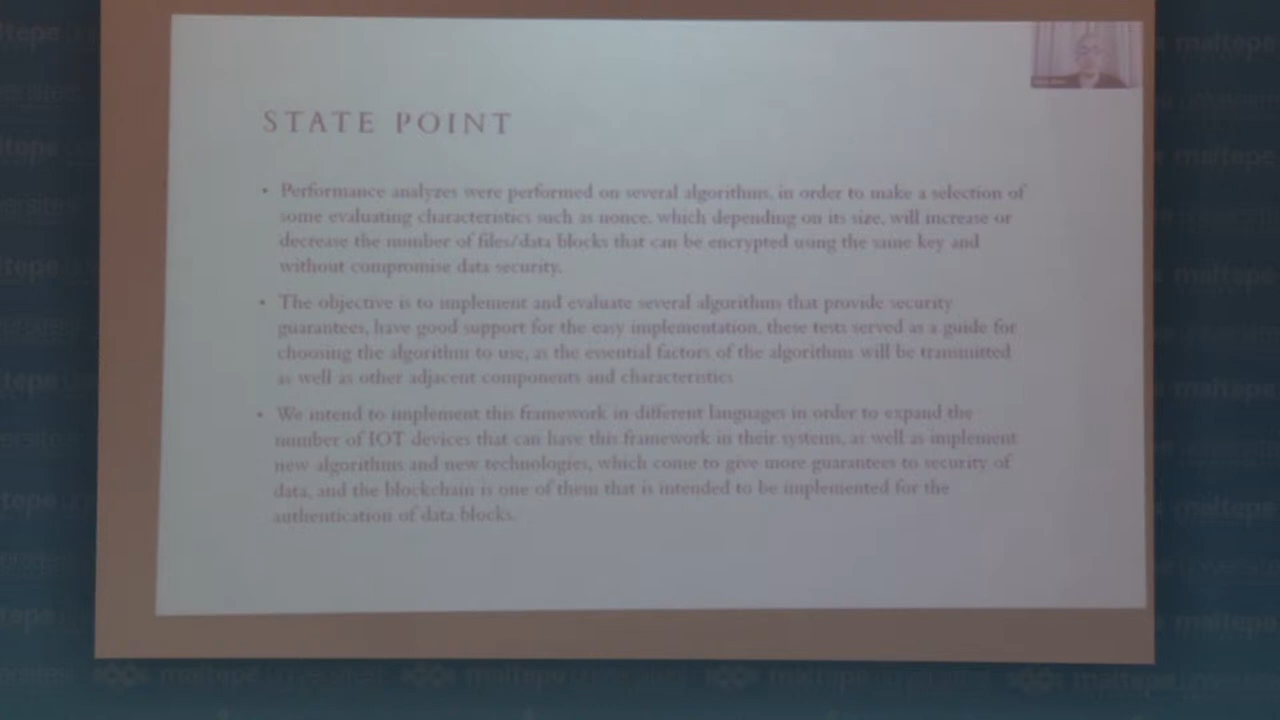 STATE POINT
• Performance analyzes were performed on several algorithms, in order to make a selection of
some evaluating characteristics such as nonce, which depending on its size, will increase or
decrease the number of files/data blocks that can be encrypted using the same key and
without compromise data security.
• The objective is to implement and evaluate several algorithms that provide security
guarantees, have good support for the easy implementation, these tests served as a guide for
choosing the algorithm to use, as the essential factors of the algorithms will be transmitted
as well as other adjacent components and characteristics
• We intend to implement this framework in different languages in order to expand the
number of IOT devices that can have this framework in their systems, as well as implement
new algorithms and new technologies, which come to give more guarantees to security of
data, and the blockchain is one of them that is intended to be implemented for the
authentication of data blocks.
maltepe
maltepe
maltepe
maltepe